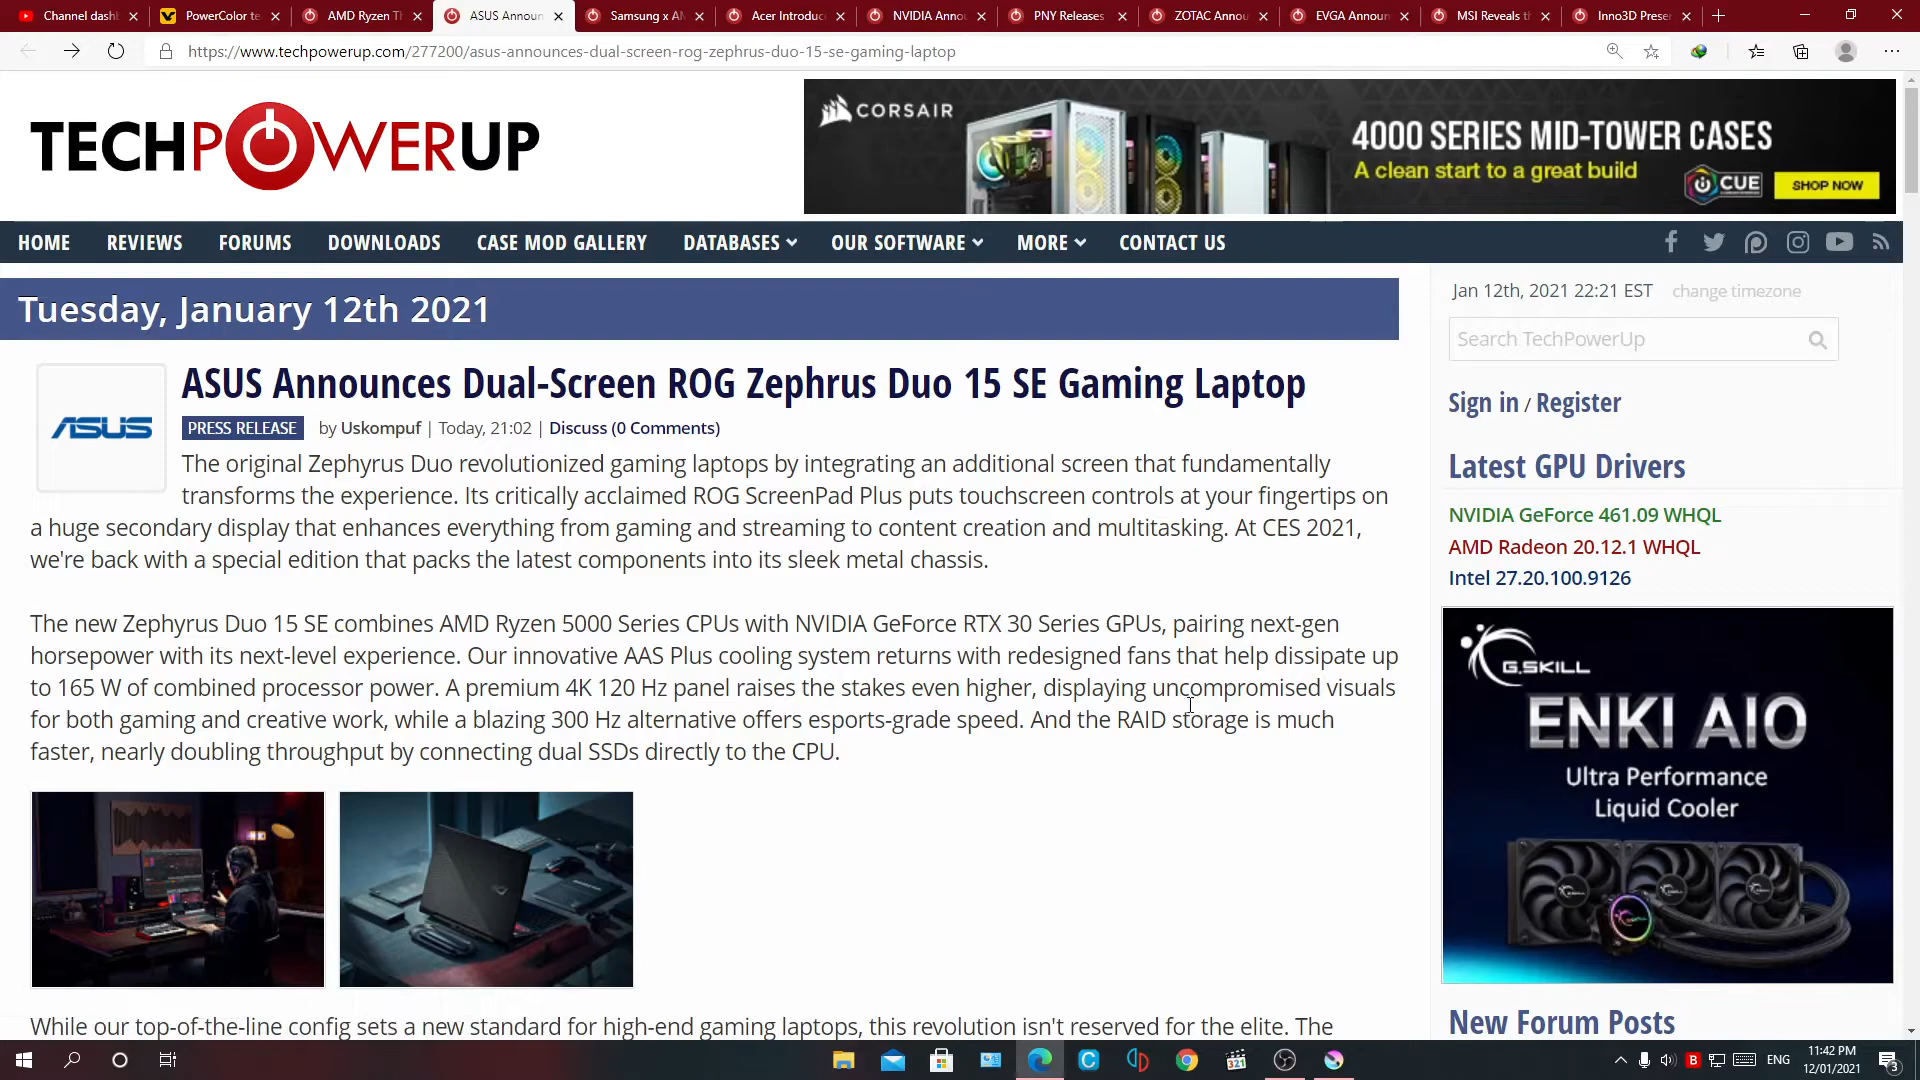 Channel dash
PowerColor te
AMD Ryzen Th
ASUS Announ
Samsung x AM
Acer Introduc
NVIDIA Annou
PNY Releases
ZOTAC Annou
EVGA Announ
MSI Reveals th
Inno3D Preser
https://www.techpowerup.com/277200/asus-announces-dual-screen-rog-zephrus-duo-15-se-gaming-laptop
TECHPOWERUP
CORSAIR
4000 SERIES MID-TOWER CASES
A clean start to a great build
iCUE
SHOP NOW
HOME
REVIEWS
FORUMS
DOWNLOADS
CASE MOD GALLERY
DATABASES
OUR SOFTWARE
MORE
CONTACT US
Tuesday, January 12th 2021
ASUS
ASUS Announces Dual-Screen ROG Zephrus Duo 15 SE Gaming Laptop
PRESS RELEASE by Uskompuf | Today, 21:02 | Discuss (0 Comments)
The original Zephyrus Duo revolutionized gaming laptops by integrating an additional screen that fundamentally
transforms the experience. Its critically acclaimed ROG ScreenPad Plus puts touchscreen controls at your fingertips on
a huge secondary display that enhances everything from gaming and streaming to content creation and multitasking. At CES 2021,
we're back with a special edition that packs the latest components into its sleek metal chassis.
The new Zephyrus Duo 15 SE combines AMD Ryzen 5000 Series CPUs with NVIDIA GeForce RTX 30 Series GPUs, pairing next-gen
horsepower with its next-level experience. Our innovative AAS Plus cooling system returns with redesigned fans that help dissipate up
to 165 W of combined processor power. A premium 4K 120 Hz panel raises the stakes even higher, displaying uncompromised visuals
for both gaming and creative work, while a blazing 300 Hz alternative offers esports-grade speed. And the RAID storage is much
faster, nearly doubling throughput by connecting dual SSDs directly to the CPU.
While our top-of-the-line config sets a new standard for high-end gaming laptops, this revolution isn't reserved for the elite. The
Jan 12th, 2021 22:21 EST change timezone
Search TechPowerUp
Sign in / Register
Latest GPU Drivers
NVIDIA GeForce 461.09 WHQL
AMD Radeon 20.12.1 WHQL
Intel 27.20.100.9126
G.SKILL
ENKI AIO
Ultra Performance
Liquid Cooler
New Forum Posts
ENG
11:42 PM
12/01/2021
3